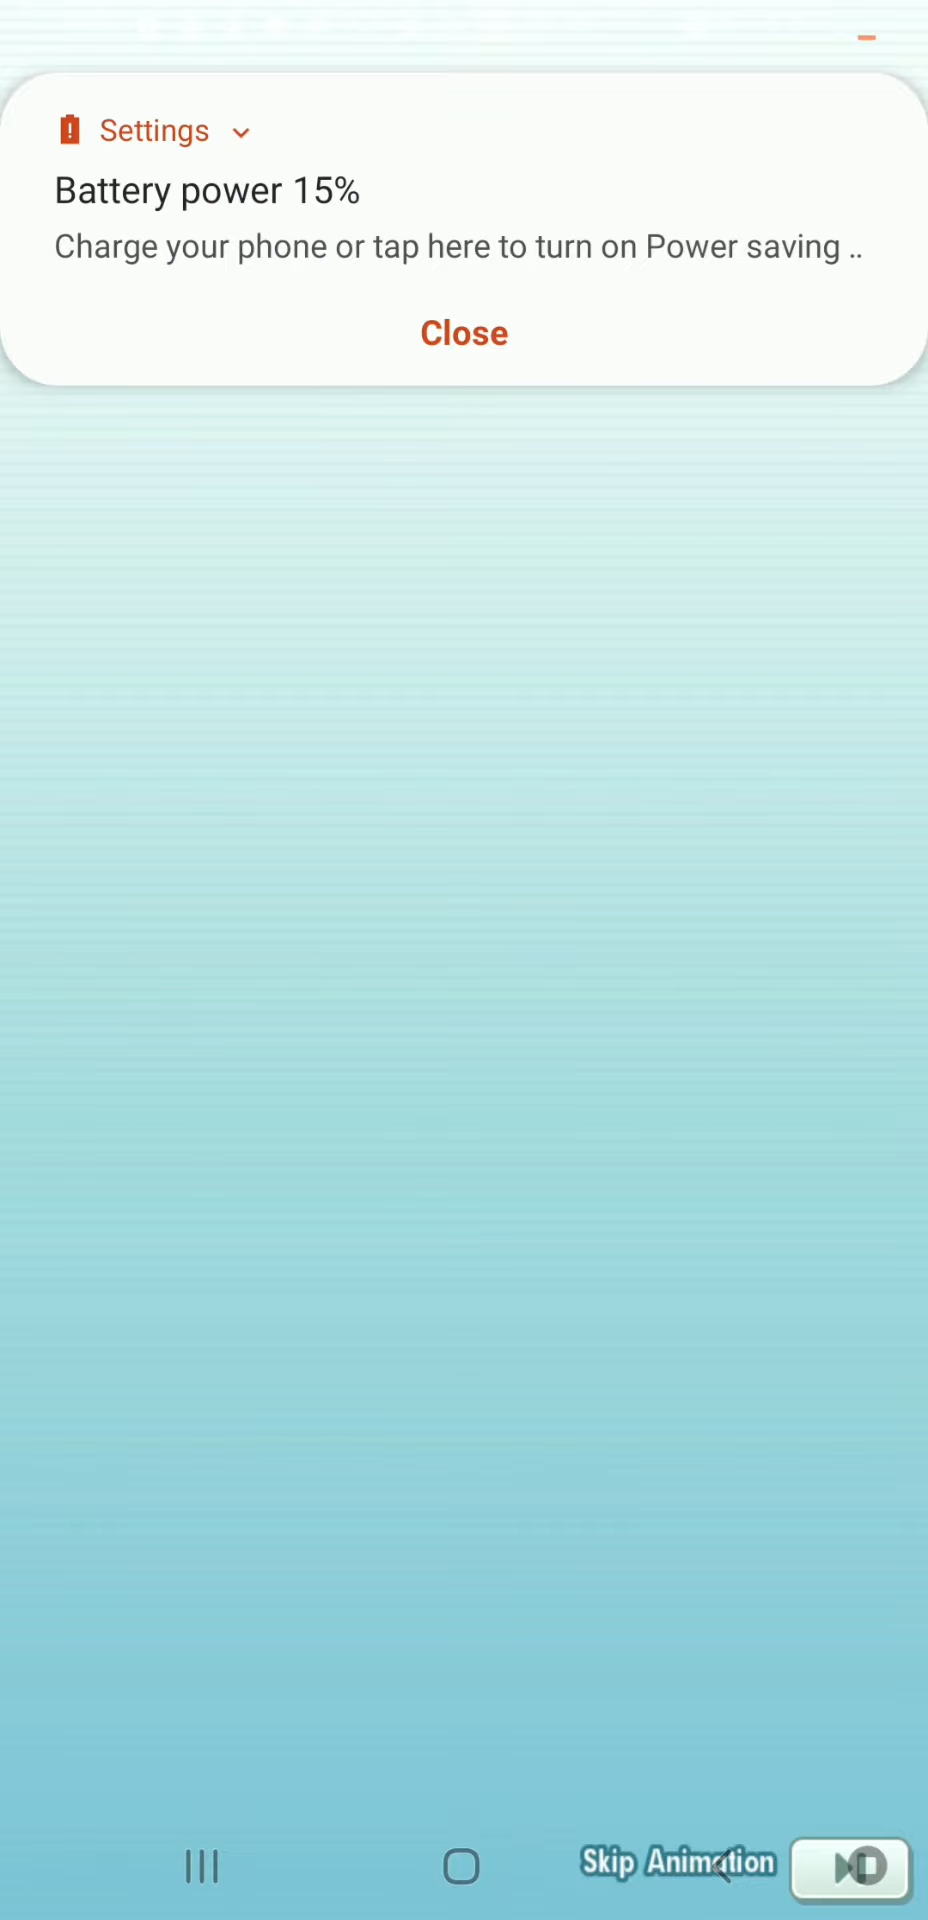 Settings
Battery power 15%
Charge your phone or tap here to turn on Power saving ..
Close
Skip Animation